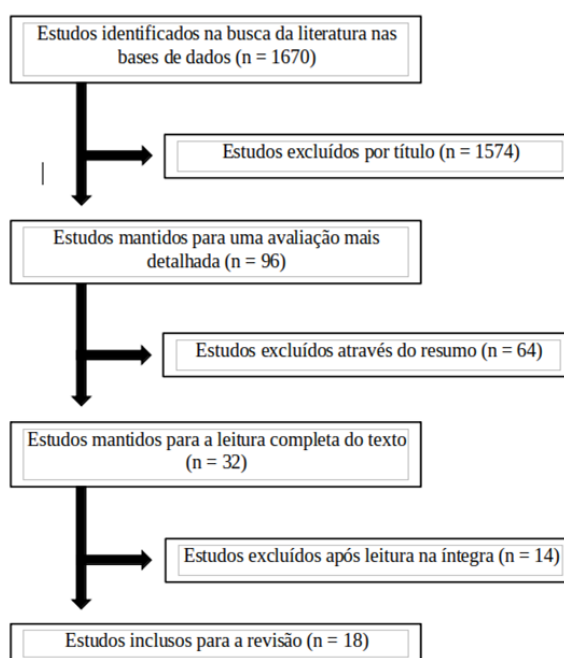 Estudos identificados na busca da literatura nas
bases de dados (n = 1670)
Estudos excluídos por título (n = 1574)
Estudos mantidos para uma avaliação mais
detalhada (n = 96)
Estudos excluídos através do resumo (n = 64)
Estudos mantidos para a leitura completa do texto
(n = 32)
Estudos excluídos após leitura na íntegra (n = 14)
Estudos inclusos para a revisão (n = 18)